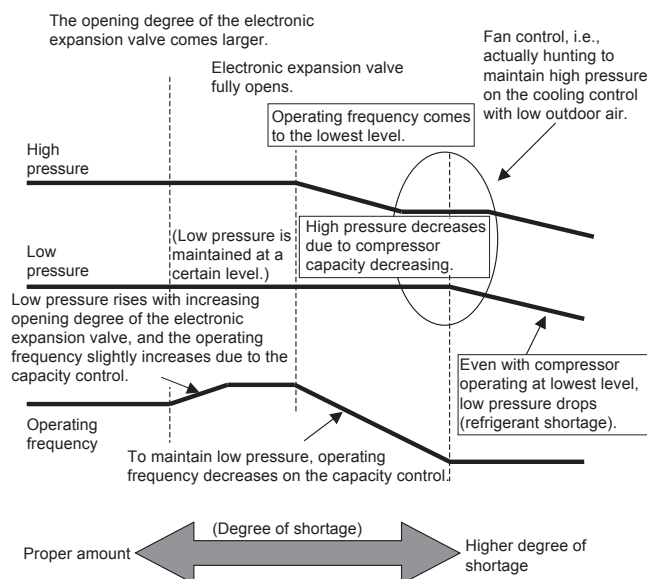 The opening degree of the electronic
expansion valve comes larger.
Electronic expansion valve
fully opens.
Fan control, i.e.,
actually hunting to
maintain high pressure
on the cooling control
with low outdoor air.
Operating frequency comes
to the lowest level.
High
pressure
(Low pressure is
maintained at a
certain level.)
High pressure decreases
due to compressor
capacity decreasing.
Low
pressure
Low pressure rises with increasing
opening degree of the electronic
expansion valve, and the operating
frequency slightly increases due to the
capacity control.
Even with compressor
operating at lowest level,
low pressure drops
(refrigerant shortage).
Operating
frequency
To maintain low pressure, operating
frequency decreases on the capacity control.
(Degree of shortage)
Proper amount
Higher degree of
shortage